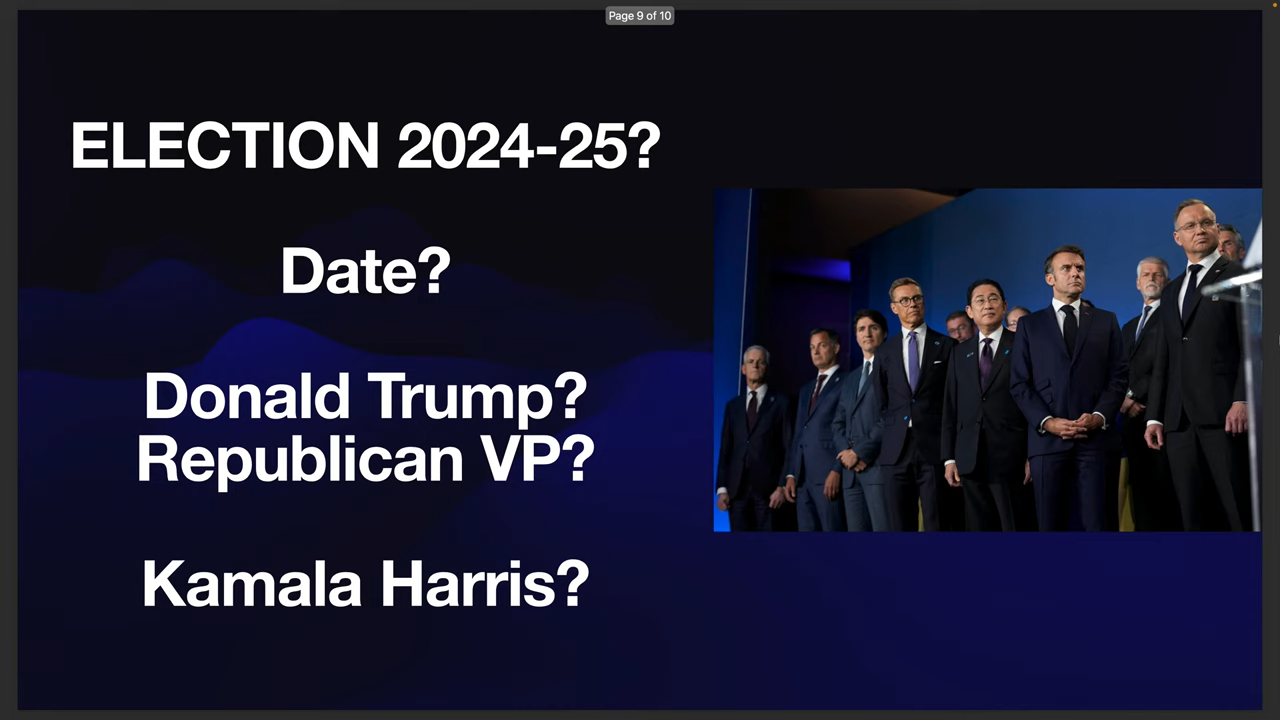 Page 9 of 10
ELECTION 2024-25?
Date?
Donald Trump?
Republican VP?
Kamala Harris?